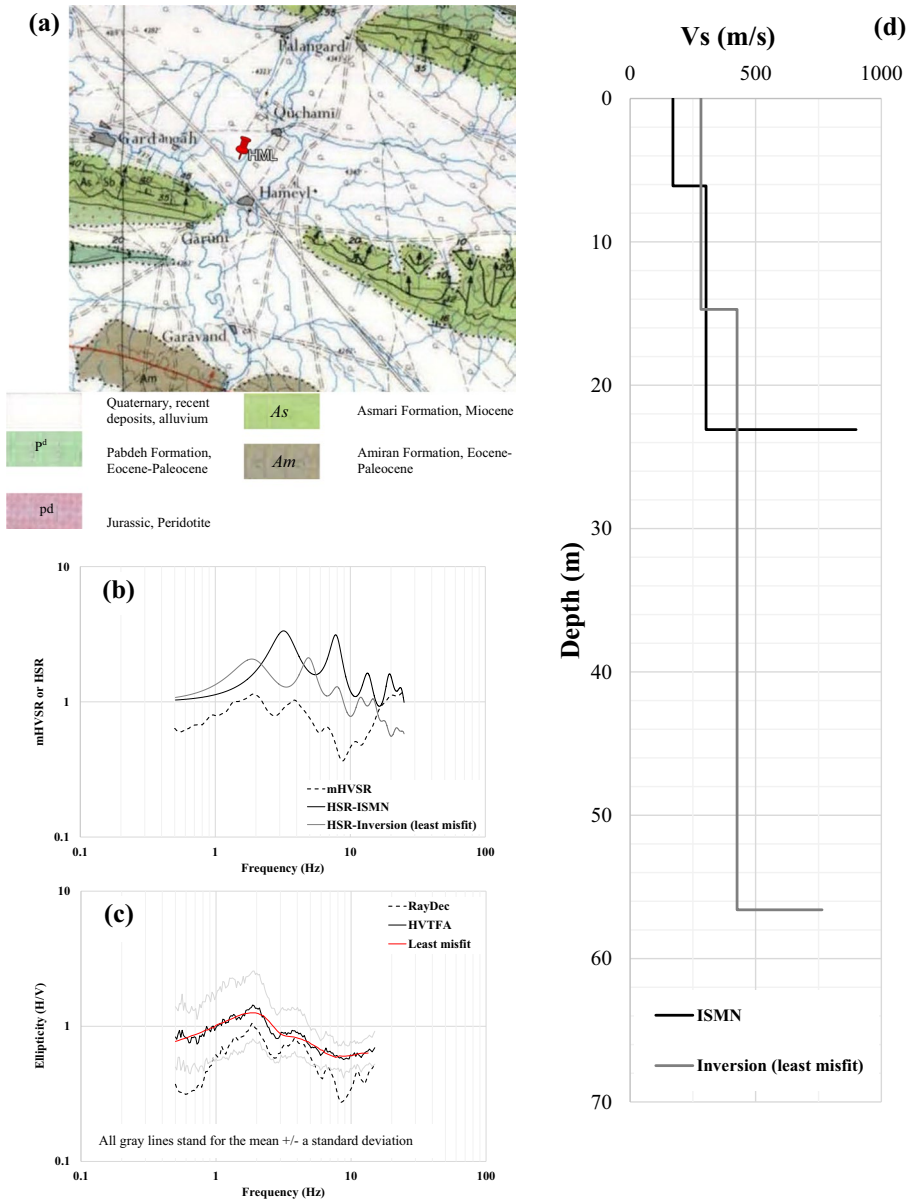 (a)
Palangard
Quchami
Gardangah
HML
As - Sb
Hameyl
Garuni
Garavand
Am
Quaternary, recent
deposits, alluvium
As
Asmari Formation, Miocene
Pd
Pabdeh Formation,
Eocene-Paleocene
Am
Amiran Formation, Eocene-
Paleocene
pd
Jurassic, Peridotite
(b)
10
1
0.1
mHVSR or HSR
mHVSR
HSR-ISMN
HSR-Inversion (least misfit)
0.1
1
10
100
Frequency (Hz)
(c)
10
1
0.1
Ellipticity (H/V)
RayDec
HVTFA
Least misfit
All gray lines stand for the mean +/- a standard deviation
0.1
1
10
100
Frequency (Hz)
Vs (m/s)
(d)
0
500
1000
0
10
20
30
40
50
60
70
Depth (m)
ISMN
Inversion (least misfit)